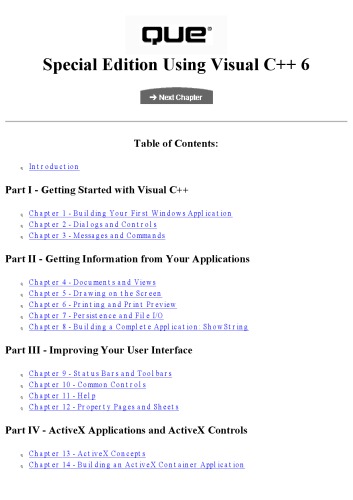 QUE®
Special Edition Using Visual C++ 6
➔ Next Chapter
Table of Contents:
Introduction
Part I - Getting Started with Visual C++
Chapter 1 - Building Your First Windows Application
Chapter 2 - Dialogs and Controls
Chapter 3 - Messages and Commands
Part II - Getting Information from Your Applications
Chapter 4 - Documents and Views
Chapter 5 - Drawing on the Screen
Chapter 6 - Printing and Print Preview
Chapter 7 - Persistence and File I/O
Chapter 8 - Building a Complete Application: ShowString
Part III - Improving Your User Interface
Chapter 9 - Status Bars and Toolbars
Chapter 10 - Common Controls
Chapter 11 - Help
Chapter 12 - Property Pages and Sheets
Part IV - ActiveX Applications and ActiveX Controls
Chapter 13 - ActiveX Concepts
Chapter 14 - Building an ActiveX Container Application